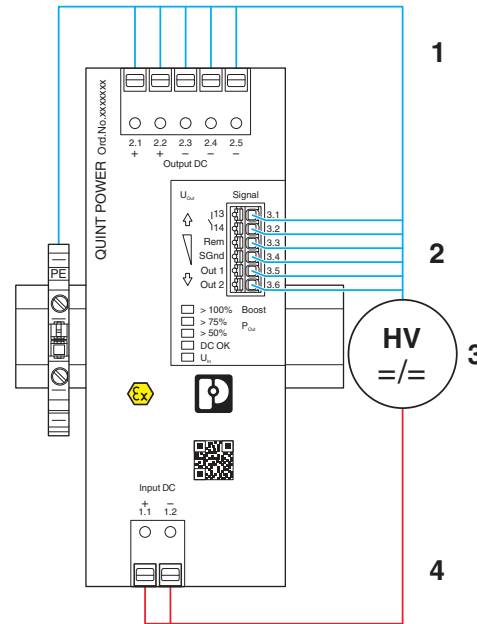 1
QUINT POWER Ord.No.xxxxxxx
2.1 2.2 2.3 2.4 2.5
+ + – – –
Output DC
UOut Signal
13 3.1
14 3.2
Rem 3.3
SGnd 3.4
Out 1 3.5
Out 2 3.6
2
PE
> 100% Boost
> 75% POut
> 50%
DC OK
UIn
HV
=/=
3
Ex
Input DC
+ –
1.1 1.2
4